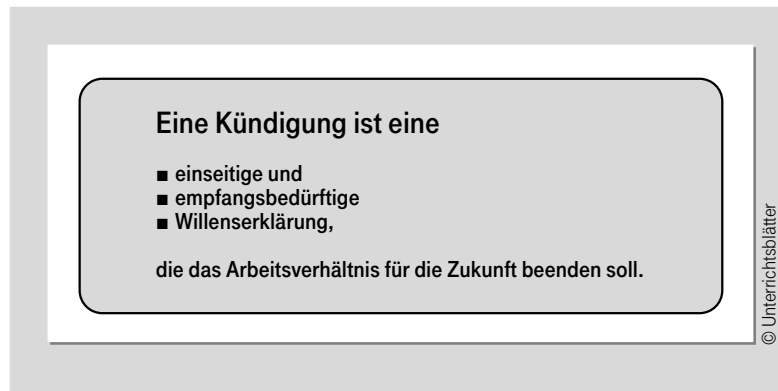 Eine Kündigung ist eine
■ einseitige und
■ empfangsbedürftige
■ Willenserklärung,
die das Arbeitsverhältnis für die Zukunft beenden soll.
© Unterrichtsblätter